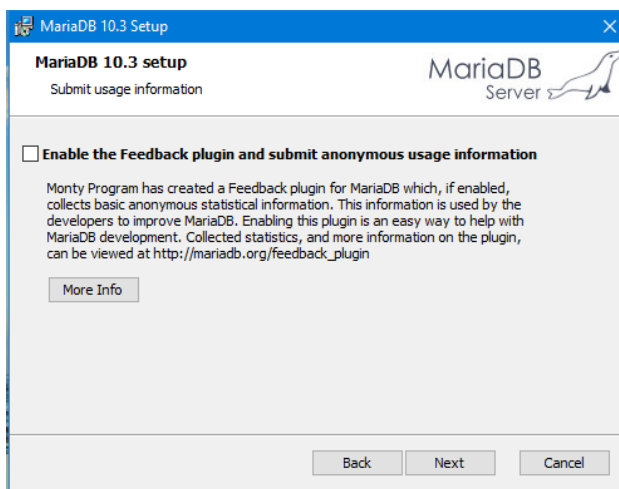 MariaDB 10.3 Setup
MariaDB 10.3 setup
Submit usage information
MariaDB
Server
Enable the Feedback plugin and submit anonymous usage information
Monty Program has created a Feedback plugin for MariaDB which, if enabled,
collects basic anonymous statistical information. This information is used by the
developers to improve MariaDB. Enabling this plugin is an easy way to help with
MariaDB development. Collected statistics, and more information on the plugin,
can be viewed at http://mariadb.org/feedback_plugin
More Info
Back Next Cancel